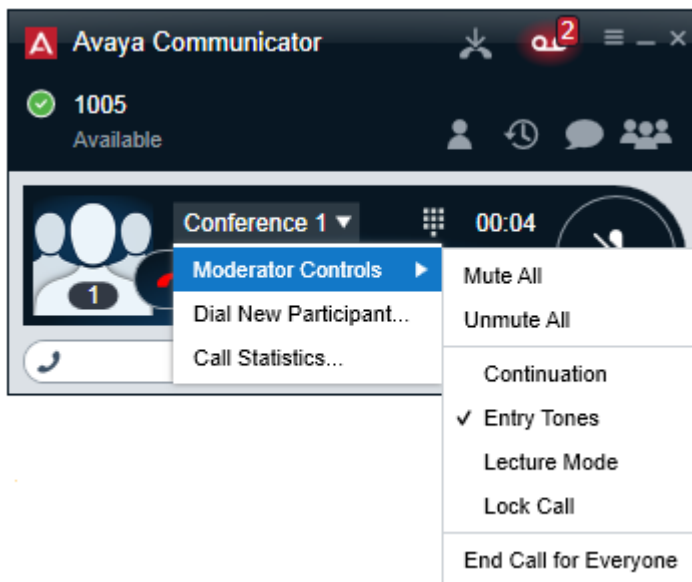 Avaya Communicator
2
1005
Available
Conference 1
00:04
1
Moderator Controls
Dial New Participant...
Call Statistics...
Mute All
Unmute All
Continuation
Entry Tones
Lecture Mode
Lock Call
End Call for Everyone